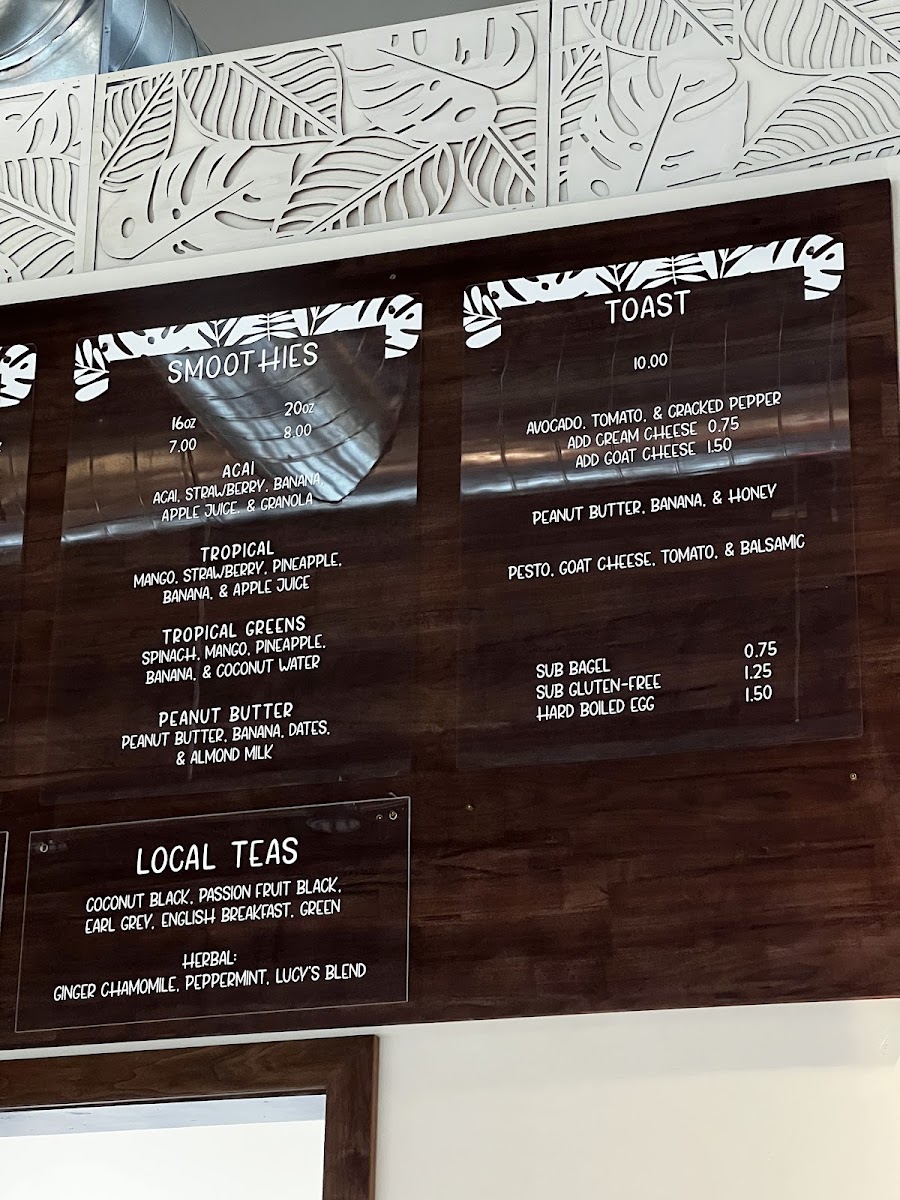 SMOOTHIES
16oz 20oz
7.00 8.00
ACAI
ACAI, STRAWBERRY, BANANA,
APPLE JUICE, & GRANOLA
TROPICAL
MANGO, STRAWBERRY, PINEAPPLE,
BANANA, & APPLE JUICE
TROPICAL GREENS
SPINACH, MANGO, PINEAPPLE,
BANANA, & COCONUT WATER
PEANUT BUTTER
PEANUT BUTTER, BANANA, DATES,
& ALMOND MILK
TOAST
10.00
AVOCADO, TOMATO, & CRACKED PEPPER
ADD CREAM CHEESE 0.75
ADD GOAT CHEESE 1.50
PEANUT BUTTER, BANANA, & HONEY
PESTO, GOAT CHEESE, TOMATO, & BALSAMIC
SUB BAGEL 0.75
SUB GLUTEN-FREE 1.25
HARD BOILED EGG 1.50
LOCAL TEAS
COCONUT BLACK, PASSION FRUIT BLACK,
EARL GREY, ENGLISH BREAKFAST, GREEN
HERBAL:
GINGER CHAMOMILE, PEPPERMINT, LUCY'S BLEND